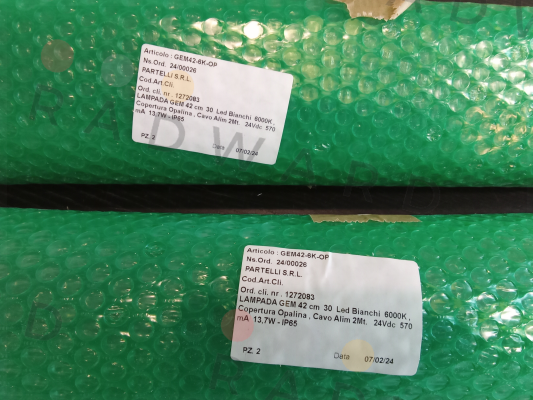 Articolo : GEM42-6K-OP
Ns.Ord. 24/00026
PARTELLI S.R.L.
Cod.Art.Cli.
Ord. cli. nr. 1272083
LAMPADA GEM 42 cm 30 Led Bianchi 6000K ,
Copertura Opalina , Cavo Alim 2Mt. 24Vdc 570
mA 13,7W - IP65
PZ. 2 Data 07/02/24
Articolo : GEM42-6K-OP
Ns.Ord. 24/00026
PARTELLI S.R.L.
Cod.Art.Cli.
Ord. cli. nr. 1272083
LAMPADA GEM 42 cm 30 Led Bianchi 6000K ,
Copertura Opalina , Cavo Alim 2Mt. 24Vdc 570
mA 13,7W - IP65
PZ. 2 Data 07/02/24